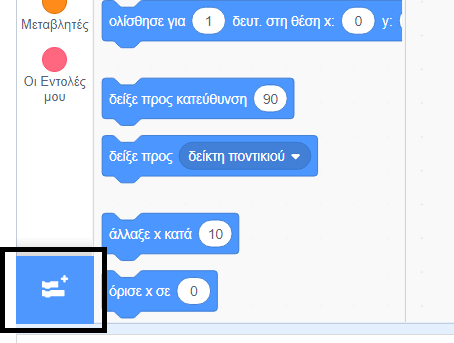 Μεταβλητές
Οι Εντολές
μου
ολίσθησε για 1 δευτ. στη θέση x: 0 y:
δείξε προς κατεύθυνση 90
δείξε προς δείκτη ποντικιού
άλλαξε x κατά 10
όρισε x σε 0